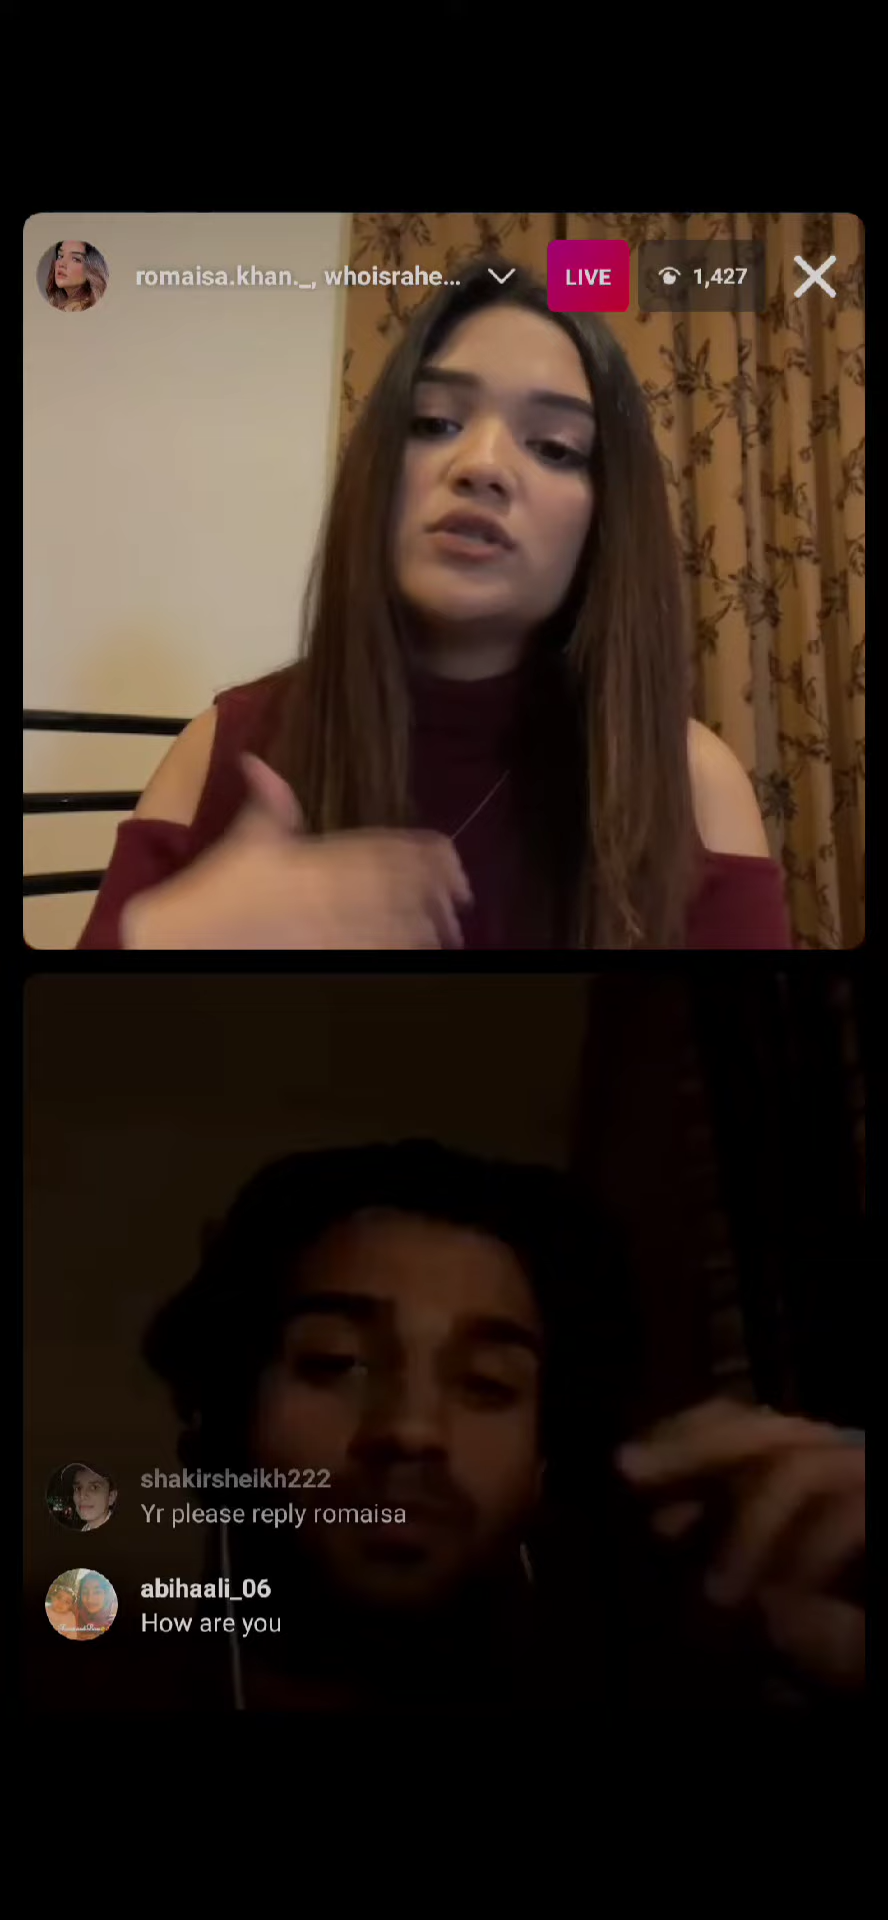 romaisa.khan._, whoisrahe...
LIVE
1,427
shakirsheikh222
Yr please reply romaisa
abihaali_06
How are you